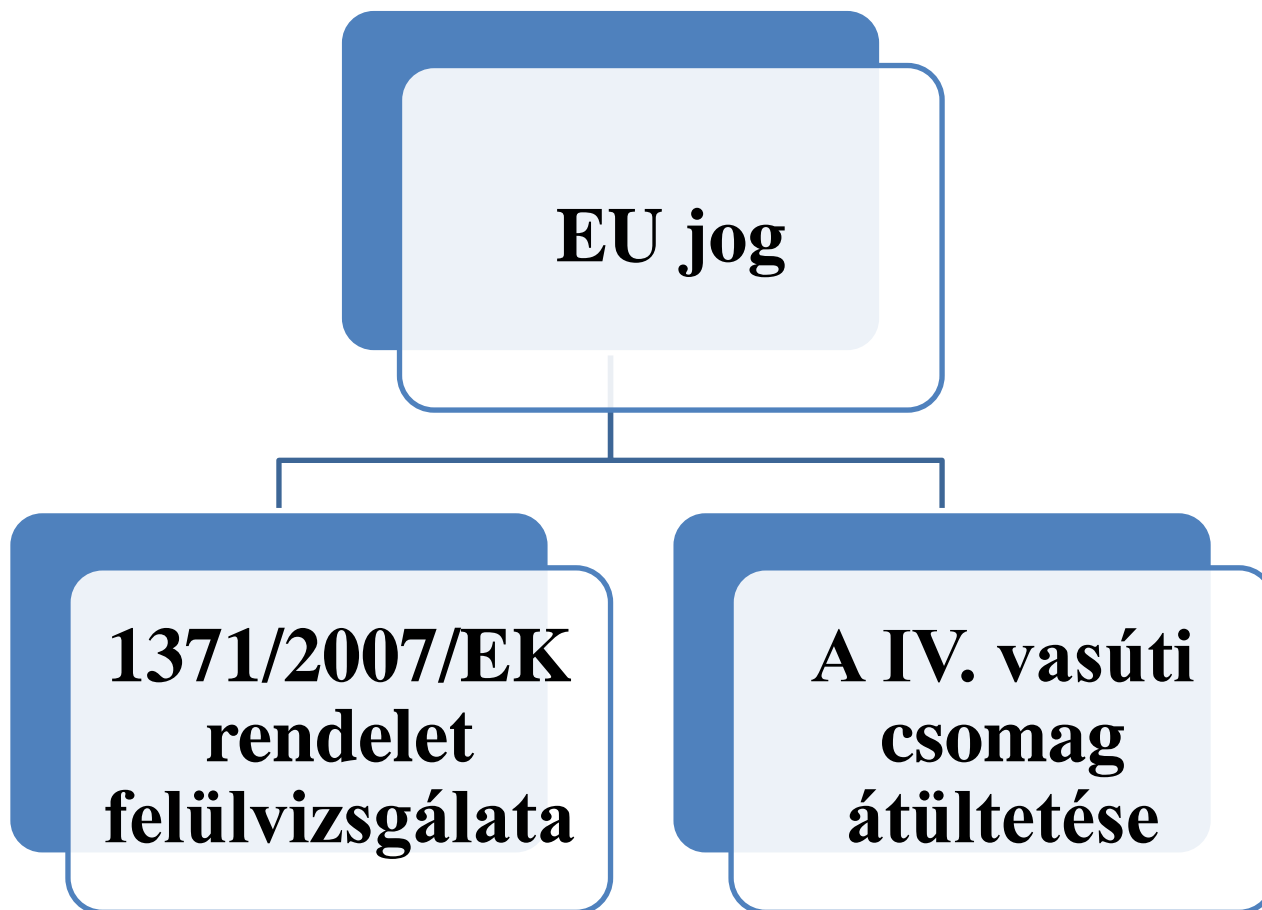 EU jog
1371/2007/EK
rendelet
felülvizsgálata
A IV. vasúti
csomag
átültetése